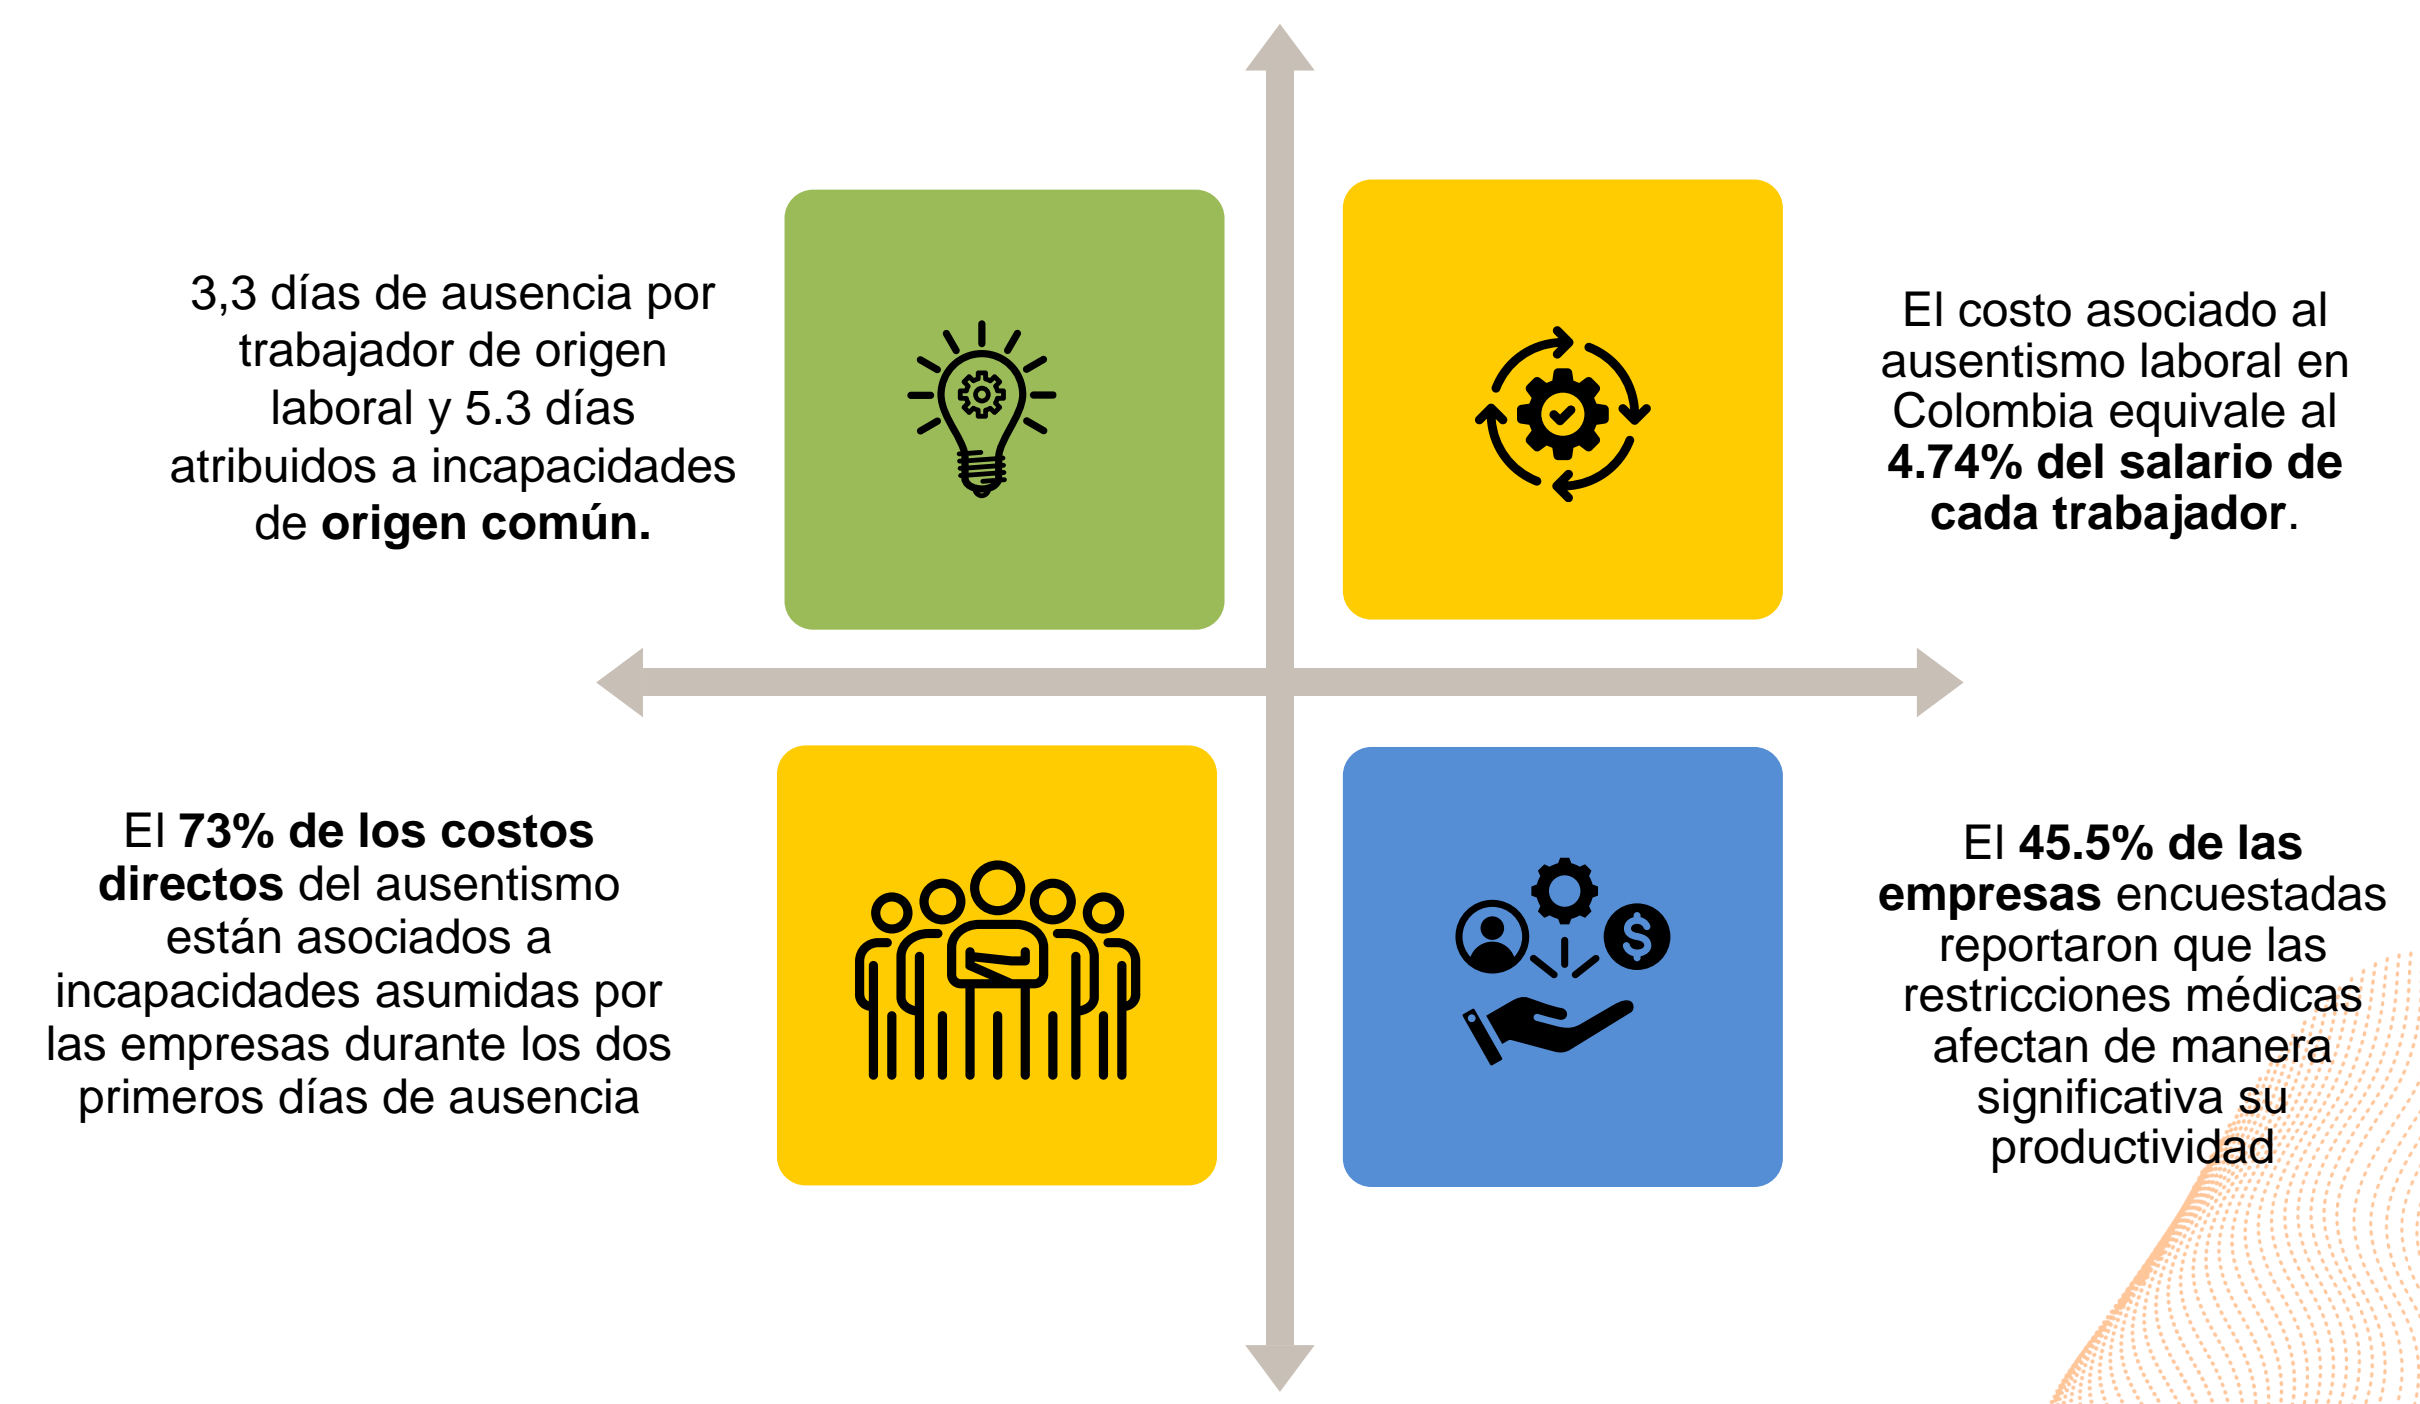 3,3 días de ausencia por
trabajador de origen
laboral y 5.3 días
atribuidos a incapacidades
de origen común.
El costo asociado al
ausentismo laboral en
Colombia equivale al
4.74% del salario de
cada trabajador.
El 73% de los costos
directos del ausentismo
están asociados a
incapacidades asumidas por
las empresas durante los dos
primeros días de ausencia
$
El 45.5% de las
empresas encuestadas
reportaron que las
restricciones médicas
afectan de manera
significativa su
productividad